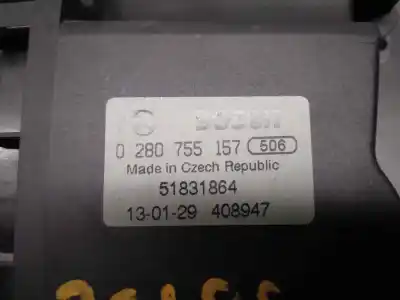 BOSCH
0 280 755 157 506
Made in Czech Republic
51831864
13-01-29 408947